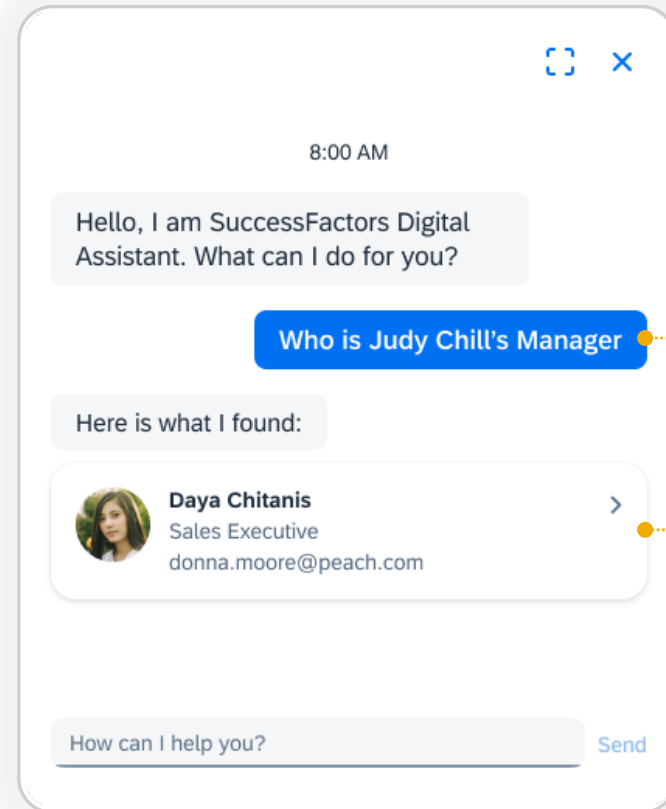 8:00 AM
Hello, I am SuccessFactors Digital
Assistant. What can I do for you?
Who is Judy Chill’s Manager
Here is what I found:
Daya Chitanis
Sales Executive
donna.moore@peach.com
How can I help you?
Send